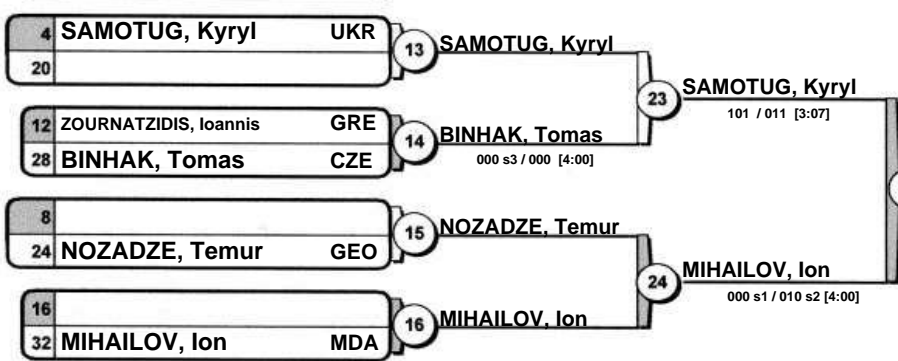 4 SAMOTUG, Kyryl UKR
20
13 SAMOTUG, Kyryl
12 ZOURNATZIDIS, Ioannis GRE
28 BINHAK, Tomas CZE
14 BINHAK, Tomas
000 s3 / 000 [4:00]
23 SAMOTUG, Kyryl
101 / 011 [3:07]
8
24 NOZADZE, Temur GEO
15 NOZADZE, Temur
16
32 MIHAILOV, Ion MDA
16 MIHAILOV, Ion
24 MIHAILOV, Ion
000 s1 / 010 s2 [4:00]